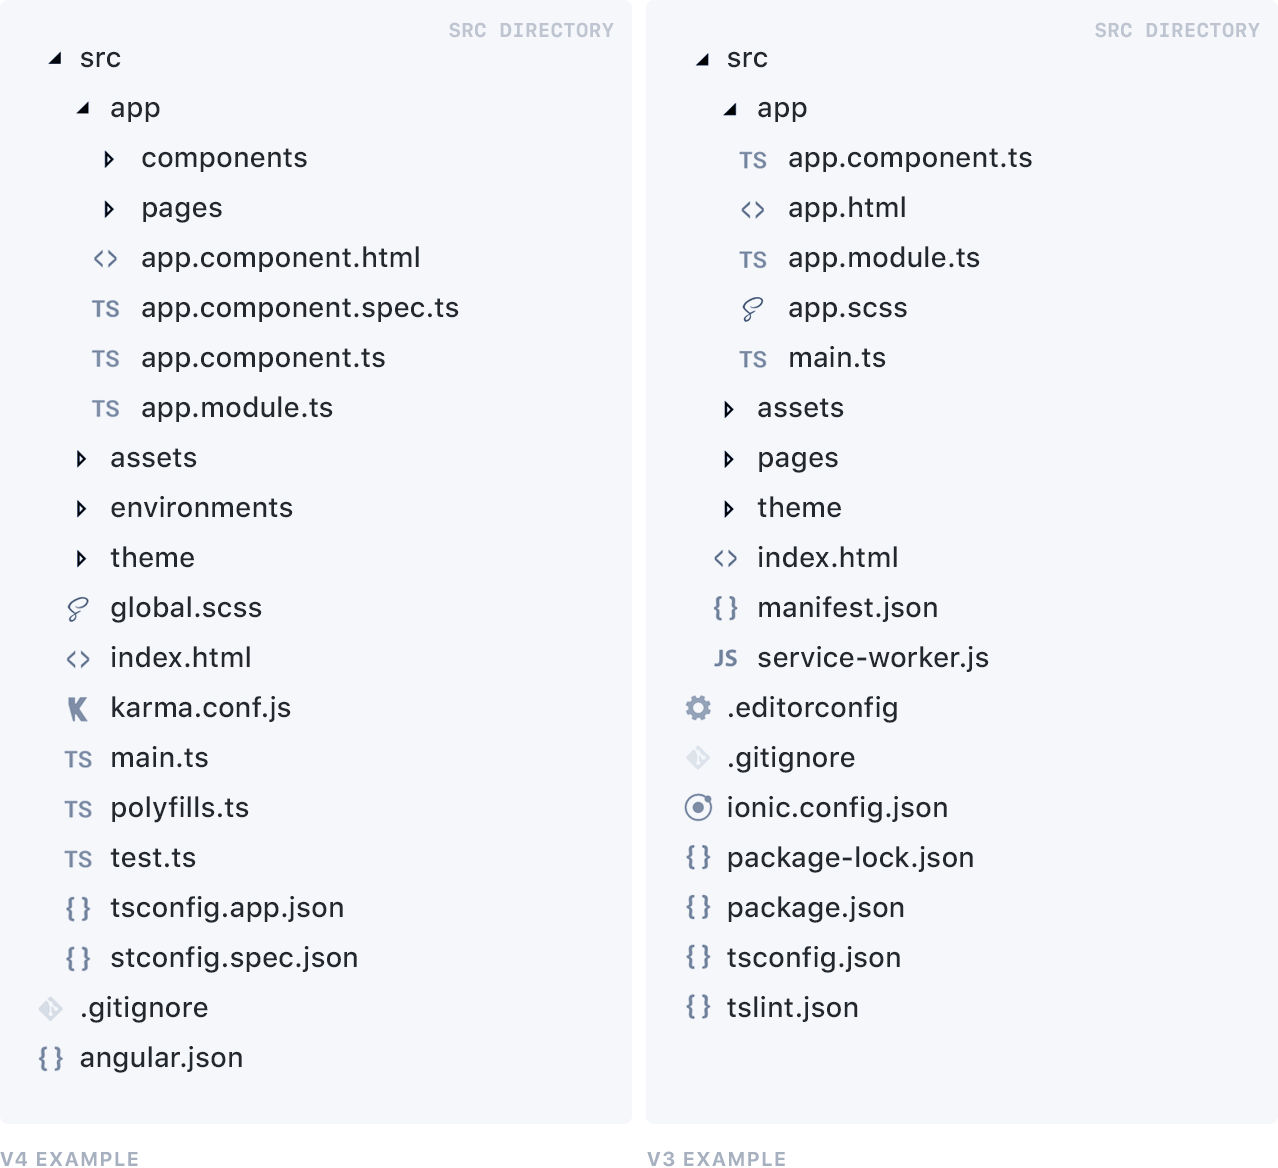 SRC DIRECTORY
src
app
components
pages
<> app.component.html
TS app.component.spec.ts
TS app.component.ts
TS app.module.ts
assets
environments
theme
global.scss
<> index.html
karma.conf.js
TS main.ts
TS polyfills.ts
TS test.ts
{} tsconfig.app.json
{} stconfig.spec.json
.gitignore
{} angular.json
V4 EXAMPLE
SRC DIRECTORY
src
app
TS app.component.ts
<> app.html
TS app.module.ts
app.scss
TS main.ts
assets
pages
theme
<> index.html
{} manifest.json
JS service-worker.js
.editorconfig
.gitignore
ionic.config.json
{} package-lock.json
{} package.json
{} tsconfig.json
{} tslint.json
V3 EXAMPLE